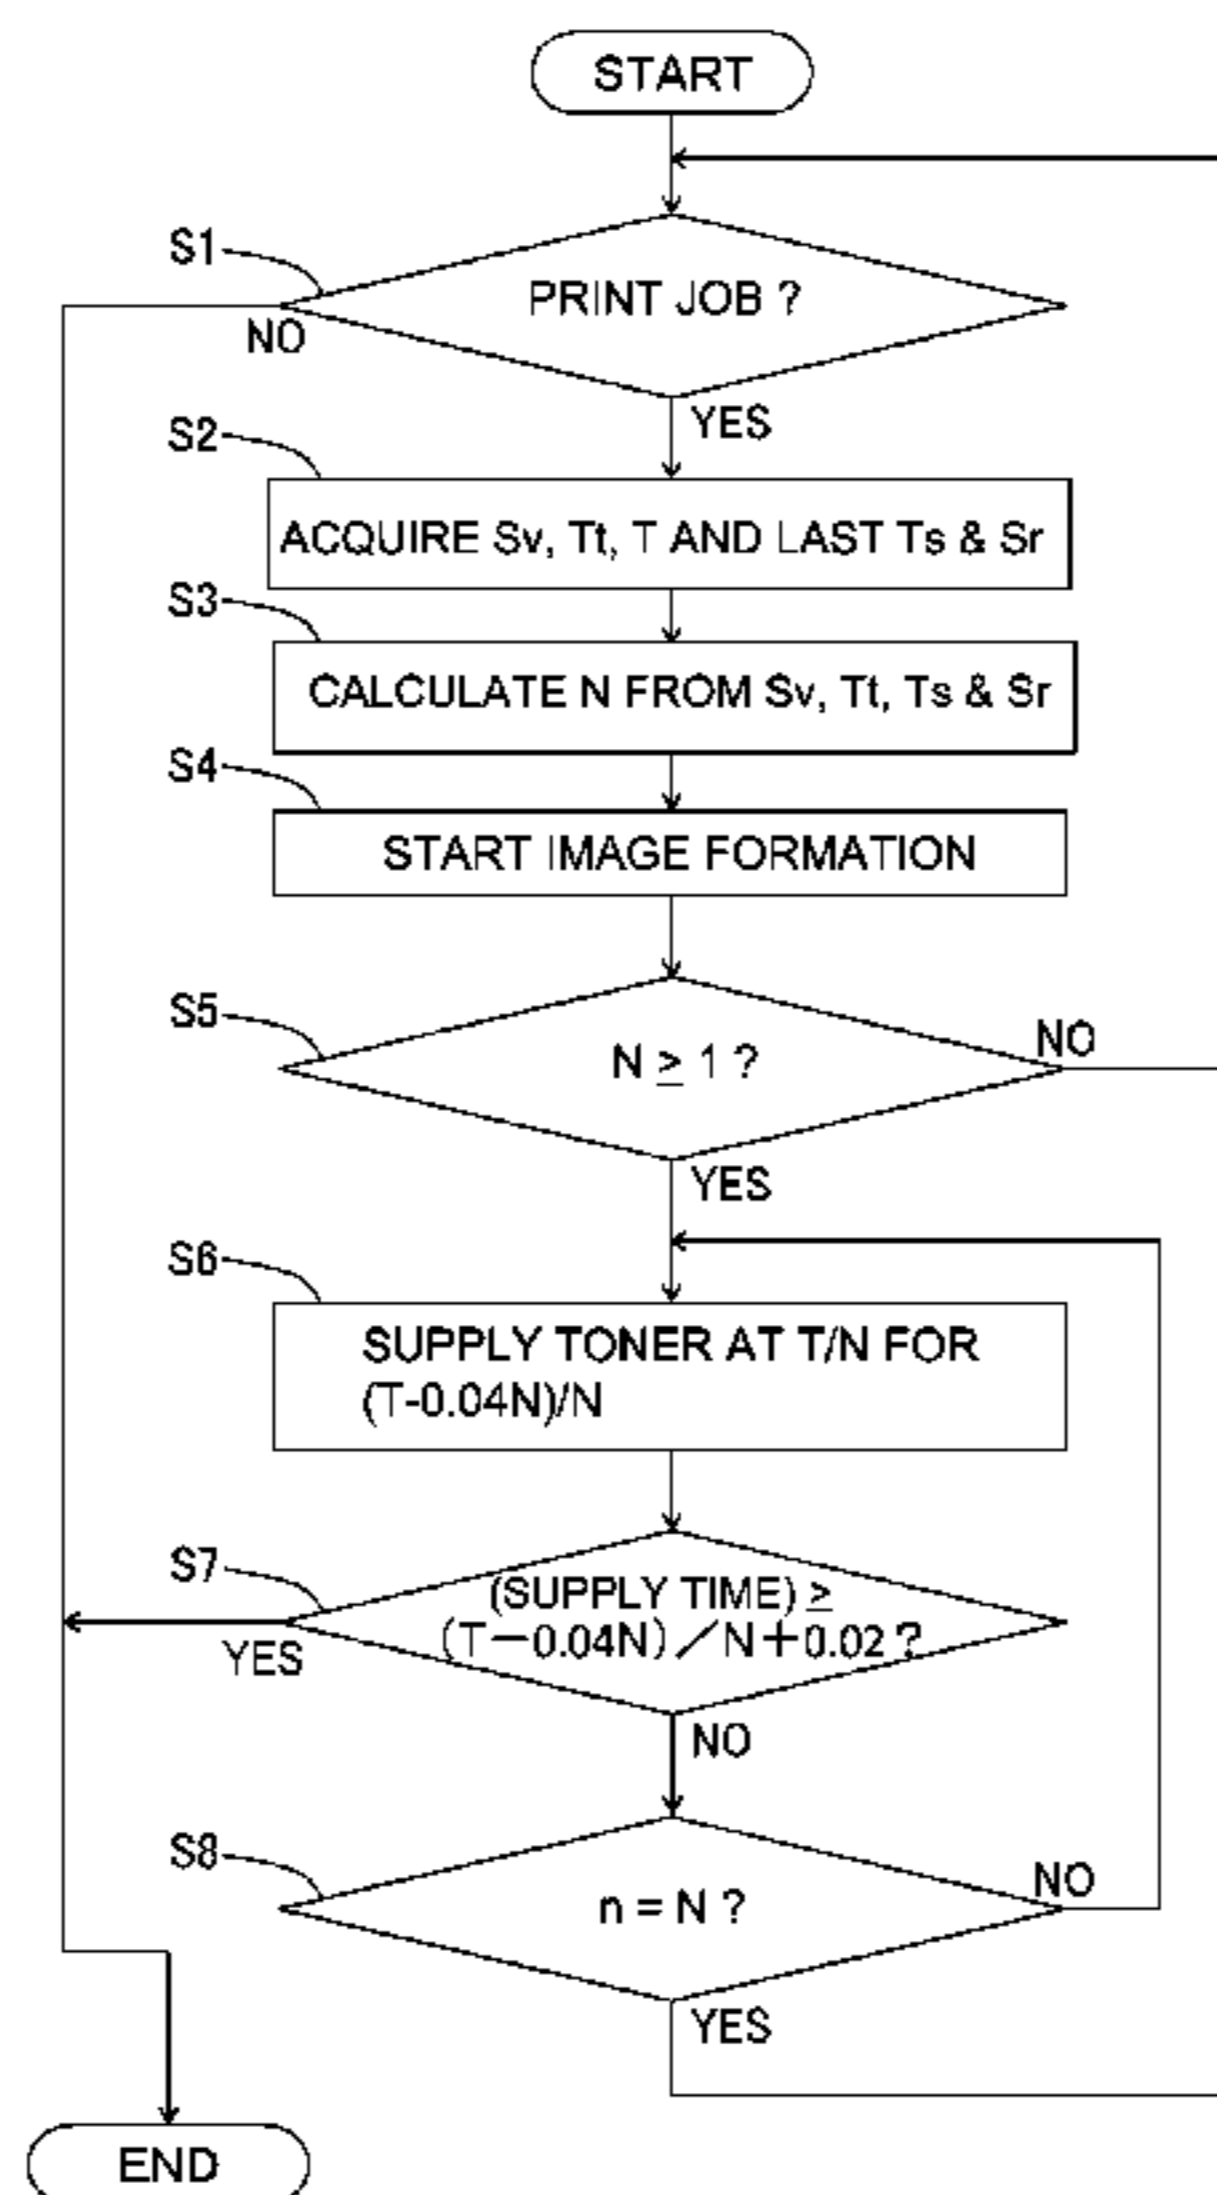 START
S1
PRINT JOB ?
NO
YES
S2
ACQUIRE Sv, Tt, T AND LAST Ts & Sr
S3
CALCULATE N FROM Sv, Tt, Ts & Sr
S4
START IMAGE FORMATION
S5
N ≥ 1 ?
NO
YES
S6
SUPPLY TONER AT T/N FOR
(T-0.04N)/N
S7
(SUPPLY TIME) ≥
(T−0.04N)／N＋0.02 ?
YES
NO
S8
n = N ?
NO
YES
END